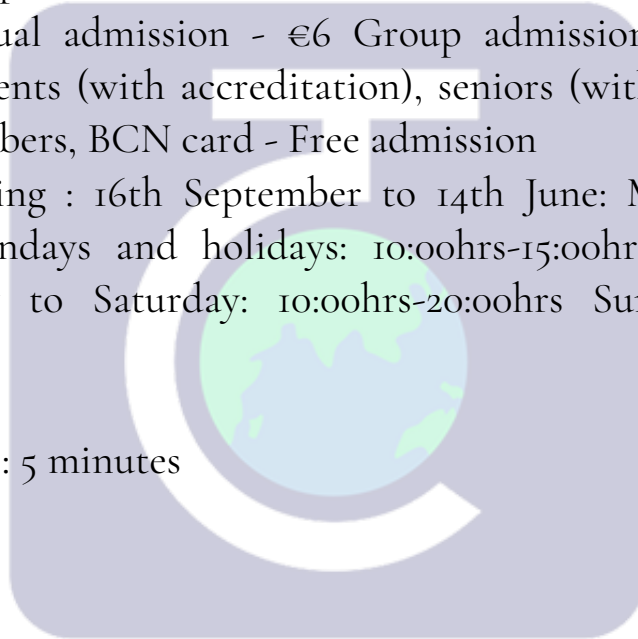 ual admission - €6 Group admission
ents (with accreditation), seniors (with
bers, BCN card - Free admission
ing : 16th September to 14th June: M
ndays and holidays: 10:00hrs-15:00hr
to Saturday: 10:00hrs-20:00hrs Su
: 5 minutes